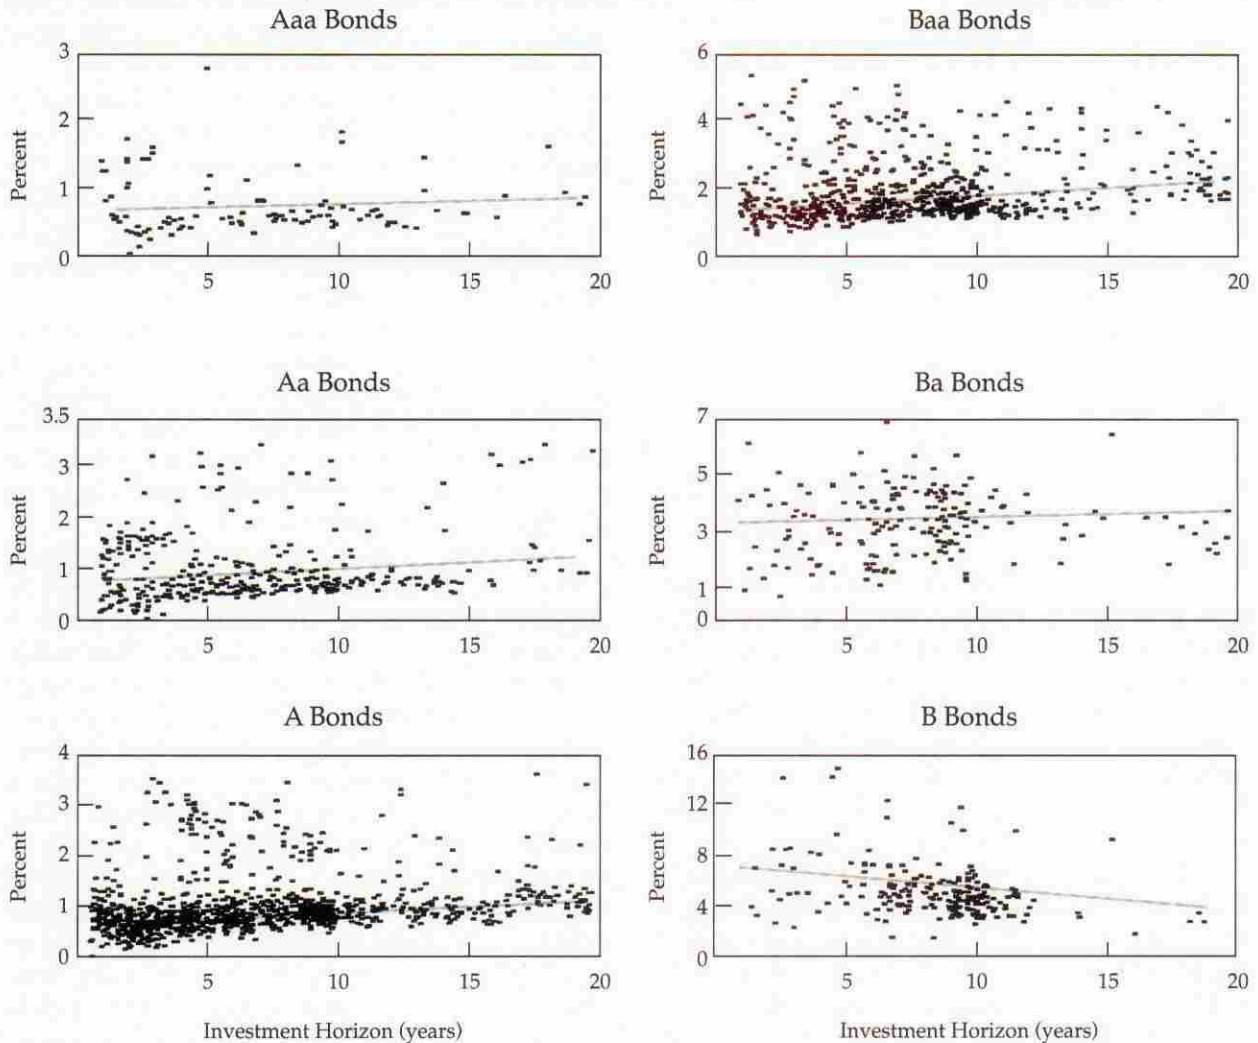 Aaa Bonds
Percent
3
2
1
0
5 10 15 20
Baa Bonds
Percent
6
4
2
0
5 10 15 20
Aa Bonds
Percent
3.5
3
2
1
0
5 10 15 20
Ba Bonds
Percent
7
5
3
1
0
5 10 15 20
A Bonds
Percent
4
3
2
1
0
5 10 15 20
Investment Horizon (years)
B Bonds
Percent
16
12
8
4
0
5 10 15 20
Investment Horizon (years)